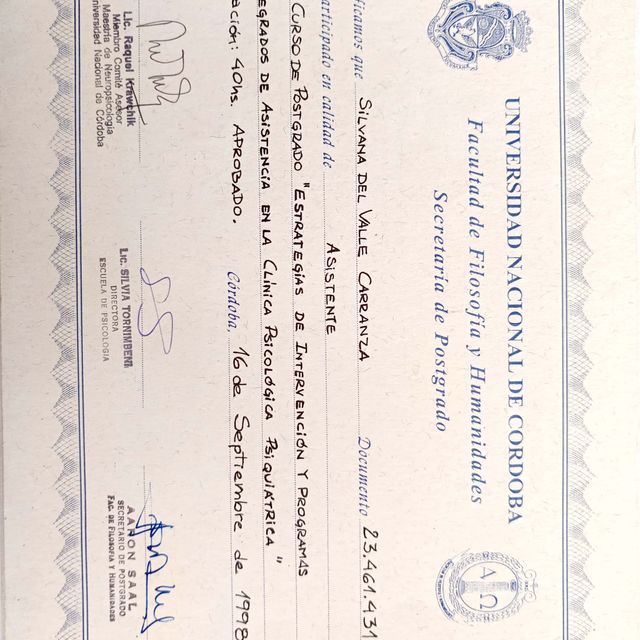 UNIVERSIDAD NACIONAL DE CORDOBA
Facultad de Filosofía y Humanidades
Secretaría de Postgrado
ficamos que SILVANA DEL VALLE CARRANZA Documento 23.461.431
articipado en calidad de ASISTENTE
CURSO DE POSTGRADO "ESTRATEGIAS DE INTERVENCIÓN Y PROGRAMAS
EGRADOS DE ASISTENCIA EN LA CLÍNICA PSICOLÓGICA PSIQUIÁTRICA"
ación: 40hs. APROBADO.
Córdoba, 16 de Septiembre de 1998
Lic. Raquel Krawchik
Miembro Comité Asesor
Maestría de Neuropsicología
Universidad Nacional de Córdoba
Lic. SILVIA TORNIMBENI
DIRECTORA
ESCUELA DE PSICOLOGIA
AARON SAAL
SECRETARIO DE POSTGRADO
FAC. DE FILOSOFIA Y HUMANIDADES